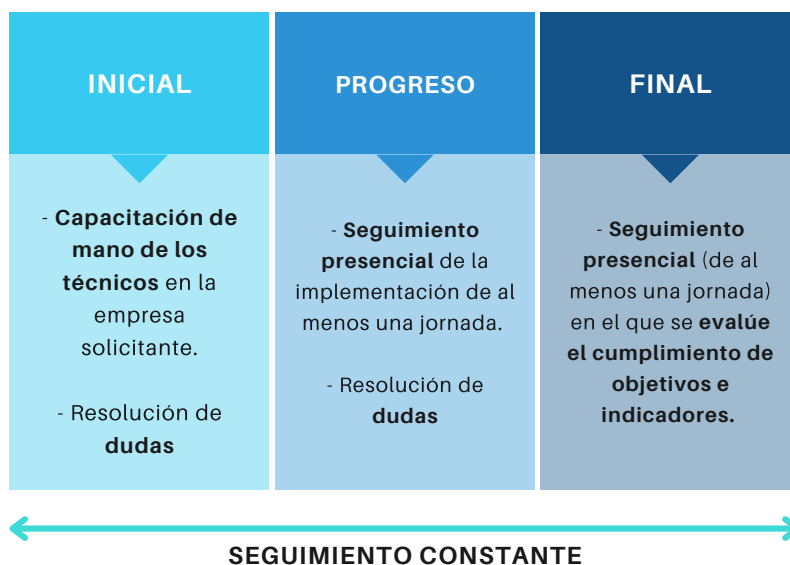 INICIAL
- Capacitación de
mano de los
técnicos en la
empresa
solicitante.
- Resolución de
dudas
PROGRESO
- Seguimiento
presencial de la
implementación de al
menos una jornada.
- Resolución de
dudas
FINAL
- Seguimiento
presencial (de al
menos una jornada)
en el que se evalúe
el cumplimiento de
objetivos e
indicadores.
SEGUIMIENTO CONSTANTE